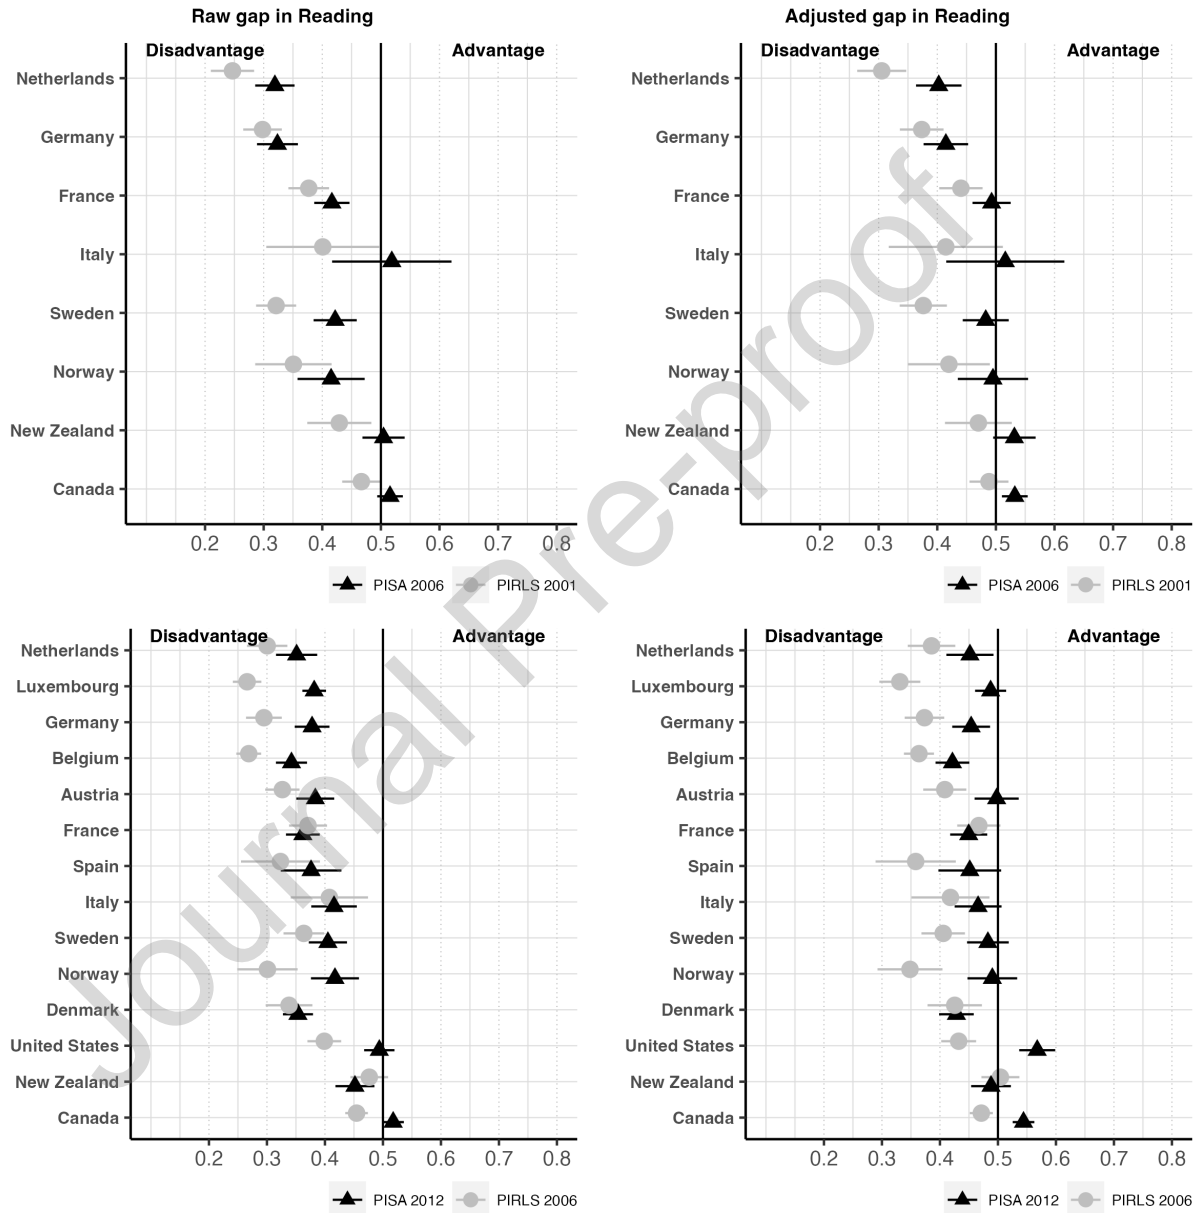 Raw gap in Reading
Adjusted gap in Reading
Disadvantage Advantage
Netherlands
Germany
France
Italy
Sweden
Norway
New Zealand
Canada
0.2 0.3 0.4 0.5 0.6 0.7 0.8
PISA 2006 PIRLS 2001
Disadvantage Advantage
Netherlands
Germany
France
Italy
Sweden
Norway
New Zealand
Canada
0.2 0.3 0.4 0.5 0.6 0.7 0.8
PISA 2006 PIRLS 2001
Disadvantage Advantage
Netherlands
Luxembourg
Germany
Belgium
Austria
France
Spain
Italy
Sweden
Norway
Denmark
United States
New Zealand
Canada
0.2 0.3 0.4 0.5 0.6 0.7 0.8
PISA 2012 PIRLS 2006
Disadvantage Advantage
Netherlands
Luxembourg
Germany
Belgium
Austria
France
Spain
Italy
Sweden
Norway
Denmark
United States
New Zealand
Canada
0.2 0.3 0.4 0.5 0.6 0.7 0.8
PISA 2012 PIRLS 2006
Journal Pre-proof